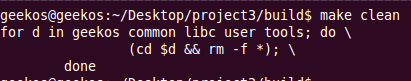 geekos@geekos:~/Desktop/project3/build$ make clean
for d in geekos common libc user tools; do \
(cd $d && rm -f *); \
done
geekos@geekos:~/Desktop/project3/build$